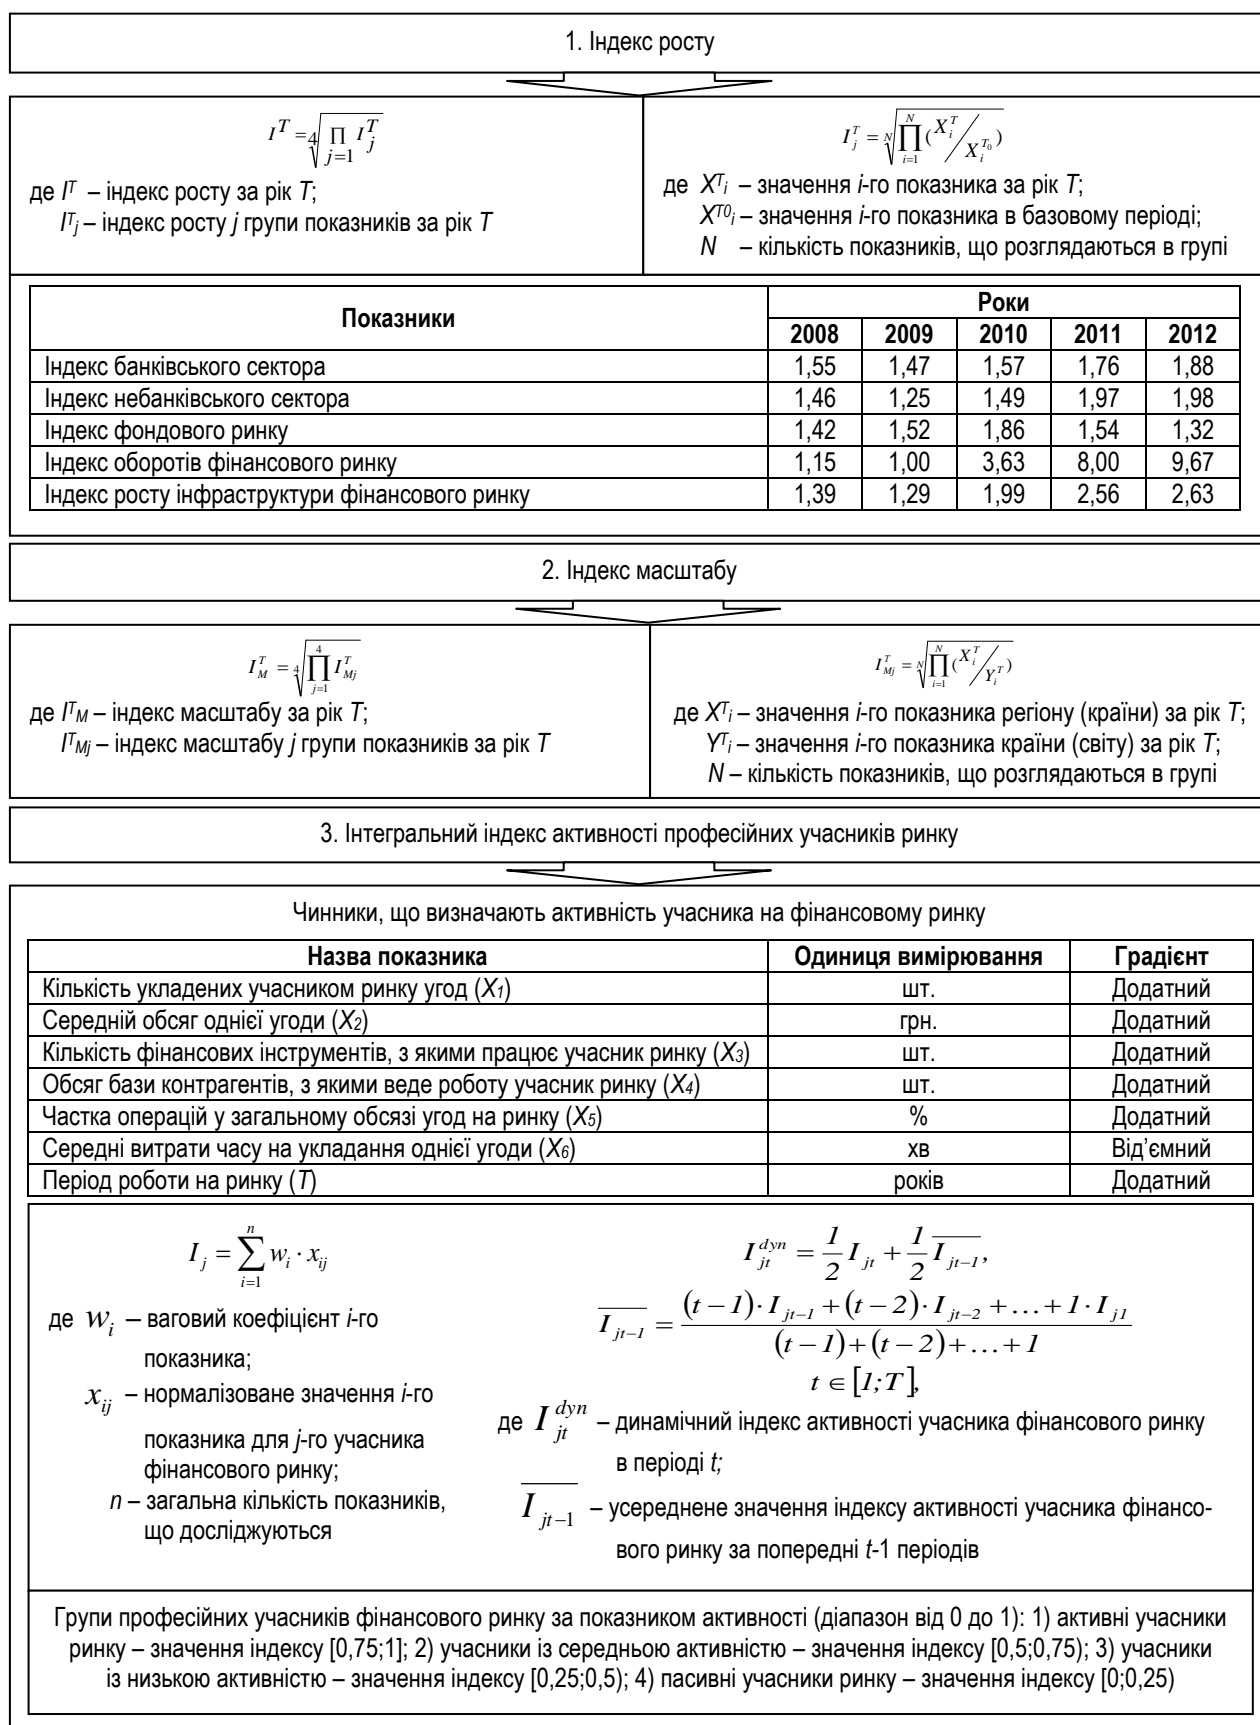 1. Індекс росту
I^T = ⁴√∏_{j=1} I_j^T
де I^T – індекс росту за рік T;
I^T_j – індекс росту j групи показників за рік T
I_j^T = ᴺ√∏_{i=1}^N (X_i^T / X_i^{T_0})
де X^T_i – значення i-го показника за рік T;
X^{T0}_i – значення i-го показника в базовому періоді;
N – кількість показників, що розглядаються в групі
Показники Роки
2008 2009 2010 2011 2012
Індекс банківського сектора 1,55 1,47 1,57 1,76 1,88
Індекс небанківського сектора 1,46 1,25 1,49 1,97 1,98
Індекс фондового ринку 1,42 1,52 1,86 1,54 1,32
Індекс оборотів фінансового ринку 1,15 1,00 3,63 8,00 9,67
Індекс росту інфраструктури фінансового ринку 1,39 1,29 1,99 2,56 2,63
2. Індекс масштабу
I_M^T = ⁴√∏_{j=1}^4 I_{Mj}^T
де I^T_M – індекс масштабу за рік T;
I^T_{Mj} – індекс масштабу j групи показників за рік T
I_{Mj}^T = ᴺ√∏_{i=1}^N (X_i^T / Y_i^T)
де X^T_i – значення i-го показника регіону (країни) за рік T;
Y^T_i – значення i-го показника країни (світу) за рік T;
N – кількість показників, що розглядаються в групі
3. Інтегральний індекс активності професійних учасників ринку
Чинники, що визначають активність учасника на фінансовому ринку
Назва показника Одиниця вимірювання Градієнт
Кількість укладених учасником ринку угод (X_1) шт. Додатний
Середній обсяг однієї угоди (X_2) грн. Додатний
Кількість фінансових інструментів, з якими працює учасник ринку (X_3) шт. Додатний
Обсяг бази контрагентів, з якими веде роботу учасник ринку (X_4) шт. Додатний
Частка операцій у загальному обсязі угод на ринку (X_5) % Додатний
Середні витрати часу на укладання однієї угоди (X_6) хв Від’ємний
Період роботи на ринку (T) років Додатний
I_j = ∑_{i=1}^n w_i · x_{ij}
де w_i – ваговий коефіцієнт i-го
показника;
x_{ij} – нормалізоване значення i-го
показника для j-го учасника
фінансового ринку;
n – загальна кількість показників,
що досліджуються
I_{jt}^{dyn} = 1/2 I_{jt} + 1/2 \overline{I_{jt-1}},
\overline{I_{jt-1}} = ((t−1)·I_{jt-1} + (t−2)·I_{jt-2} + … + 1·I_{j1}) / ((t−1)+(t−2)+…+1)
t ∈ [1;T],
де I_{jt}^{dyn} – динамічний індекс активності учасника фінансового ринку
в періоді t;
\overline{I_{jt−1}} – усереднене значення індексу активності учасника фінансо-
вого ринку за попередні t-1 періодів
Групи професійних учасників фінансового ринку за показником активності (діапазон від 0 до 1): 1) активні учасники
ринку – значення індексу [0,75;1]; 2) учасники із середньою активністю – значення індексу [0,5;0,75); 3) учасники
із низькою активністю – значення індексу [0,25;0,5); 4) пасивні учасники ринку – значення індексу [0;0,25)